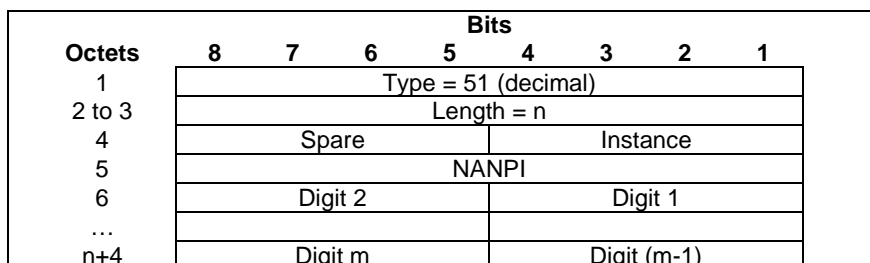 Bits
Octets 8 7 6 5 4 3 2 1
1 Type = 51 (decimal)
2 to 3 Length = n
4 Spare Instance
5 NANPI
6 Digit 2 Digit 1
…
n+4 Digit m Digit (m-1)